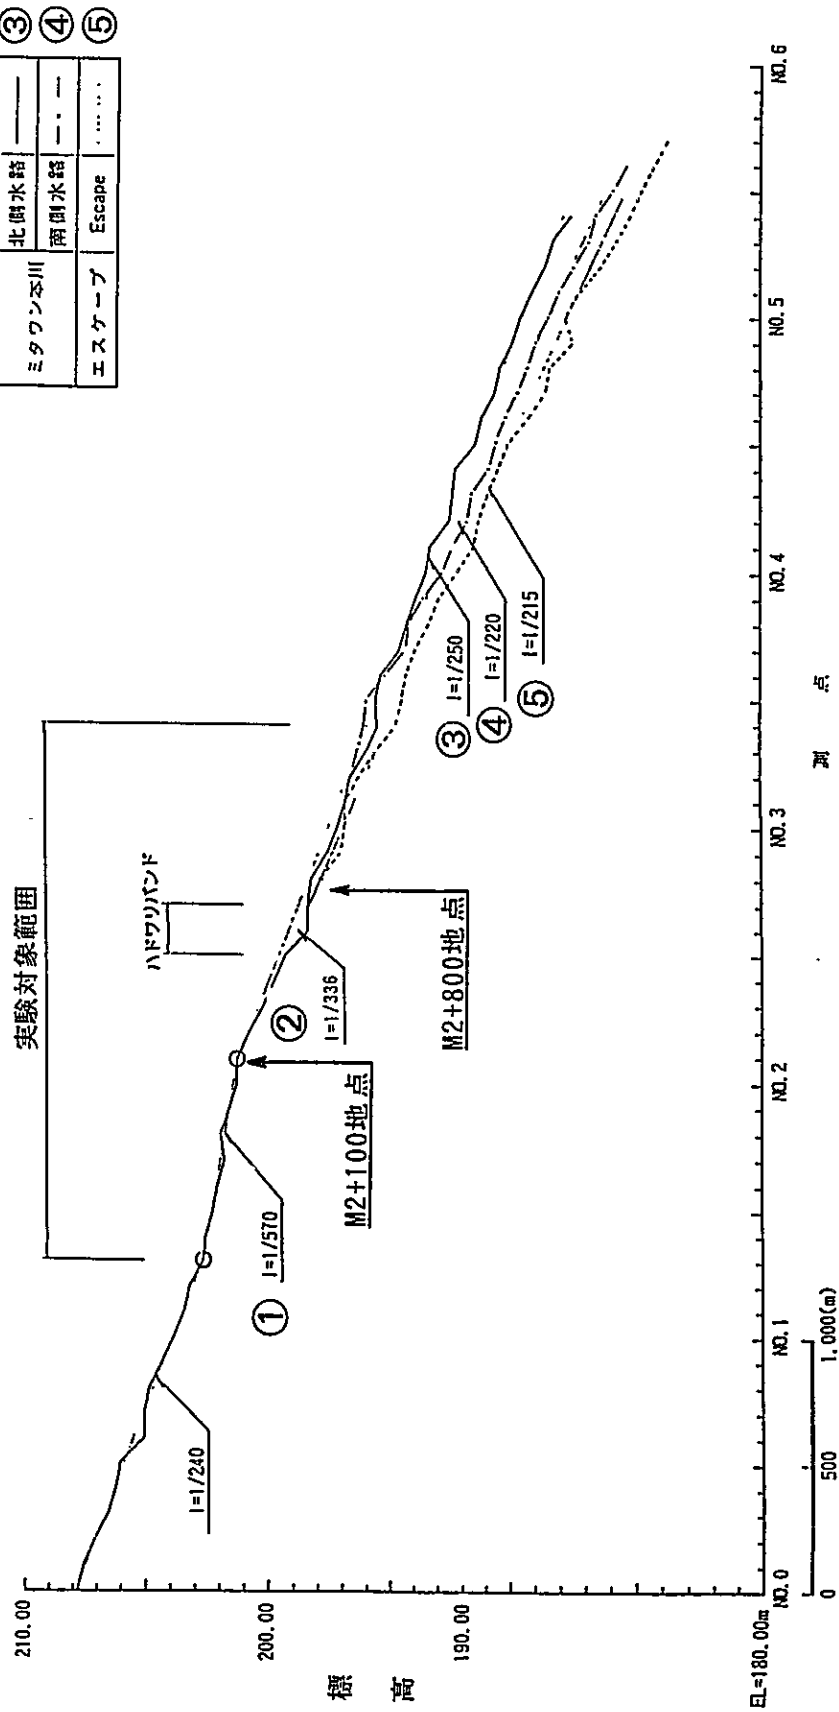 ミタワン本川
北側水路
③
南側水路
④
エスケープ
Escape
⑤
実験対象範囲
ハドワリバンド
標高
210.00
200.00
190.00
EL=180.00m
I=1/240
① I=1/570
② I=1/336
M2+100地点
M2+800地点
③ I=1/250
④ I=1/220
⑤ I=1/215
NO.0
NO.1
NO.2
NO.3
NO.4
NO.5
NO.6
測点
0
500
1,000(m)